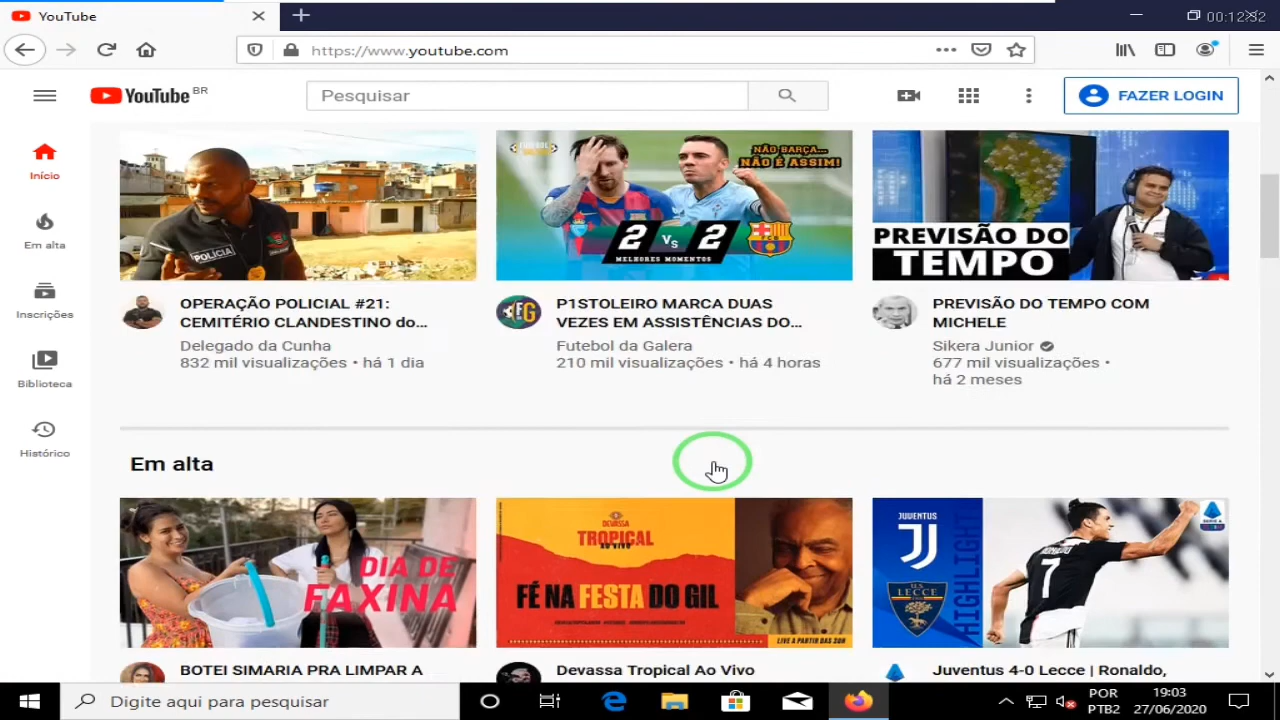 YouTube
00:12:32
https://www.youtube.com
YouTube BR
Pesquisar
FAZER LOGIN
Início
Em alta
Inscrições
Biblioteca
Histórico
POLÍCIA
NÃO BARÇA...
NÃO É ASSIM!
2 VS 2
MELHORES MOMENTOS
PREVISÃO DO
TEMPO
OPERAÇÃO POLICIAL #21:
CEMITÉRIO CLANDESTINO do...
Delegado da Cunha
832 mil visualizações • há 1 dia
P1STOLEIRO MARCA DUAS
VEZES EM ASSISTÊNCIAS DO...
Futebol da Galera
210 mil visualizações • há 4 horas
PREVISÃO DO TEMPO COM
MICHELE
Sikera Junior
677 mil visualizações •
há 2 meses
Em alta
DIA DE
FAXINA
DEVASSA
TROPICAL
AO VIVO
FÉ NA FESTA DO GIL
LIVE A PARTIR DAS 20H
JUVENTUS
U.S. LECCE
HIGHLIGHT
7
BOTEI SIMARIA PRA LIMPAR A
Devassa Tropical Ao Vivo
Juventus 4-0 Lecce | Ronaldo,
Digite aqui para pesquisar
POR
PTB2
19:03
27/06/2020